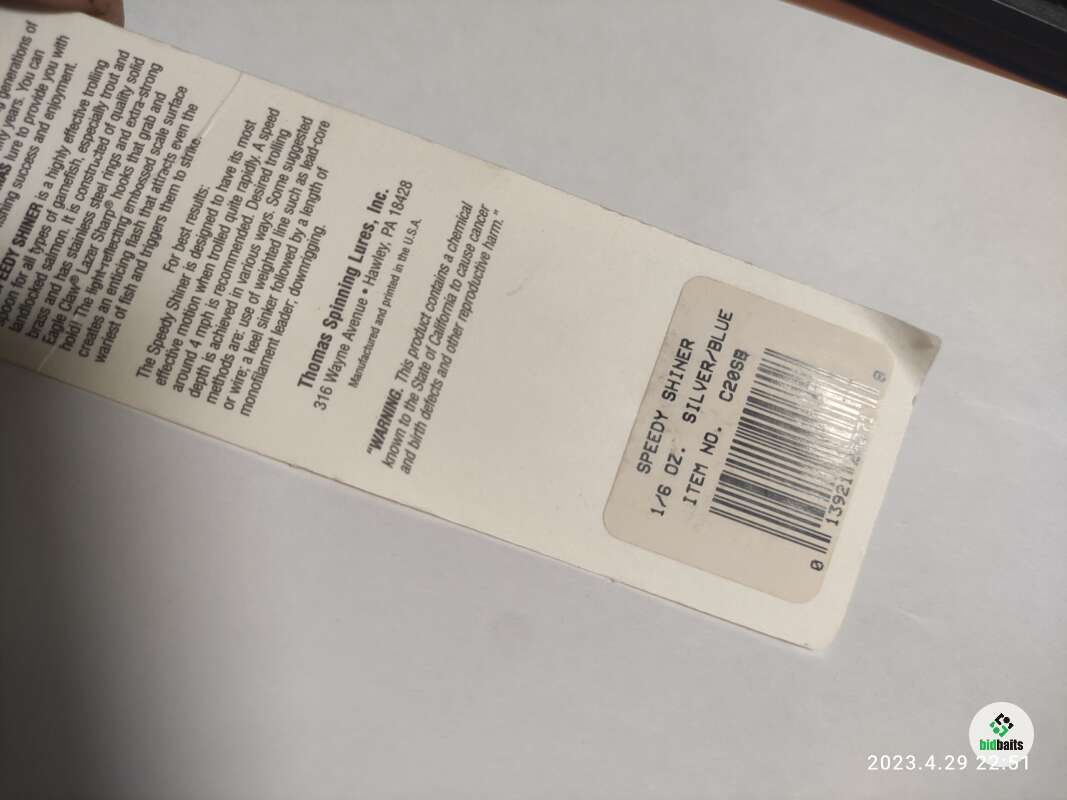 generations of
years. You can
lure to provide you with
fishing success and enjoyment.
SPEEDY SHINER is a highly effective trolling
spoon for all types of gamefish, especially trout and
landlocked salmon. It is constructed of quality solid
brass and has stainless steel rings and extra-strong
Eagle Claw® Lazer Sharp® hooks that grab and
hold! The light-reflecting embossed scale surface
creates an enticing flash that attracts even the
wariest of fish and triggers them to strike.
For best results:
The Speedy Shiner is designed to have its most
effective motion when trolled quite rapidly. A speed
around 4 mph is recommended. Desired trolling
depth is achieved in various ways. Some suggested
methods are: use of weighted line such as lead-core
or wire; a keel sinker followed by a length of
monofilament leader; downrigging.
Thomas Spinning Lures, Inc.
316 Wayne Avenue • Hawley, PA 18428
Manufactured and printed in the U.S.A.
"WARNING. This product contains a chemical
known to the State of California to cause cancer
and birth defects and other reproductive harm."
SPEEDY SHINER
1/6 OZ. SILVER/BLUE
ITEM NO. C20SB
0 13921 8
bidbaits
2023.4.29 22:51